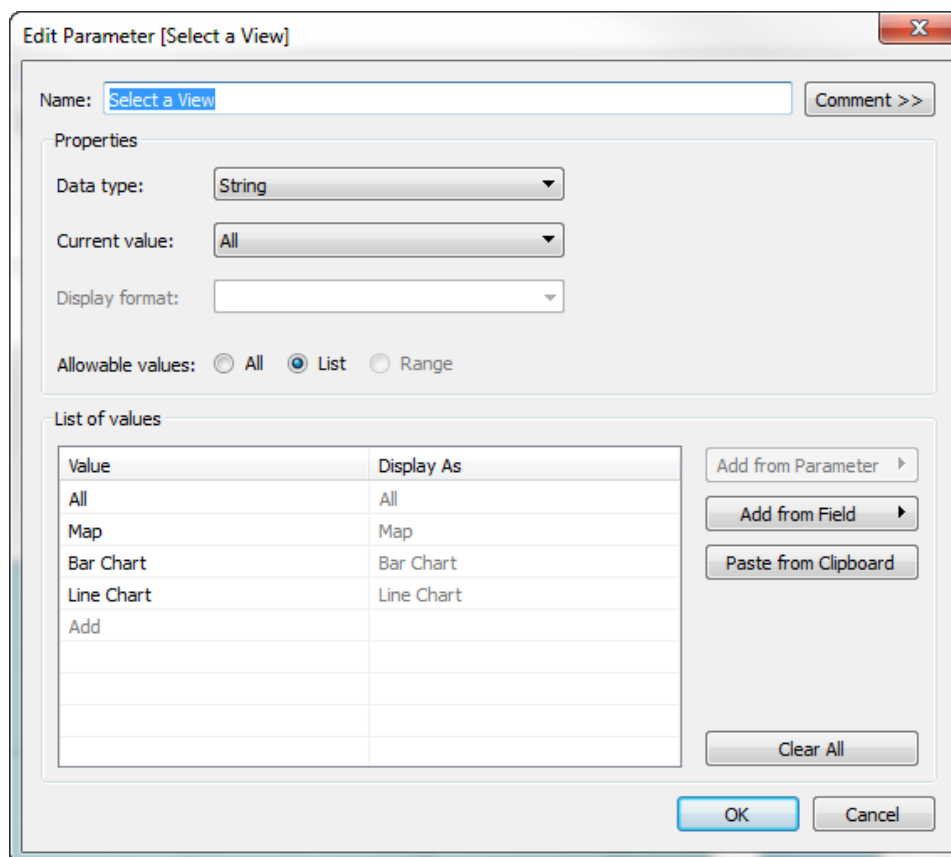 Edit Parameter [Select a View]
Name: Select a View Comment >>
Properties
Data type: String
Current value: All
Display format:
Allowable values: All List Range
List of values
Value Display As
All All
Map Map
Bar Chart Bar Chart
Line Chart Line Chart
Add
Add from Parameter
Add from Field
Paste from Clipboard
Clear All
OK Cancel